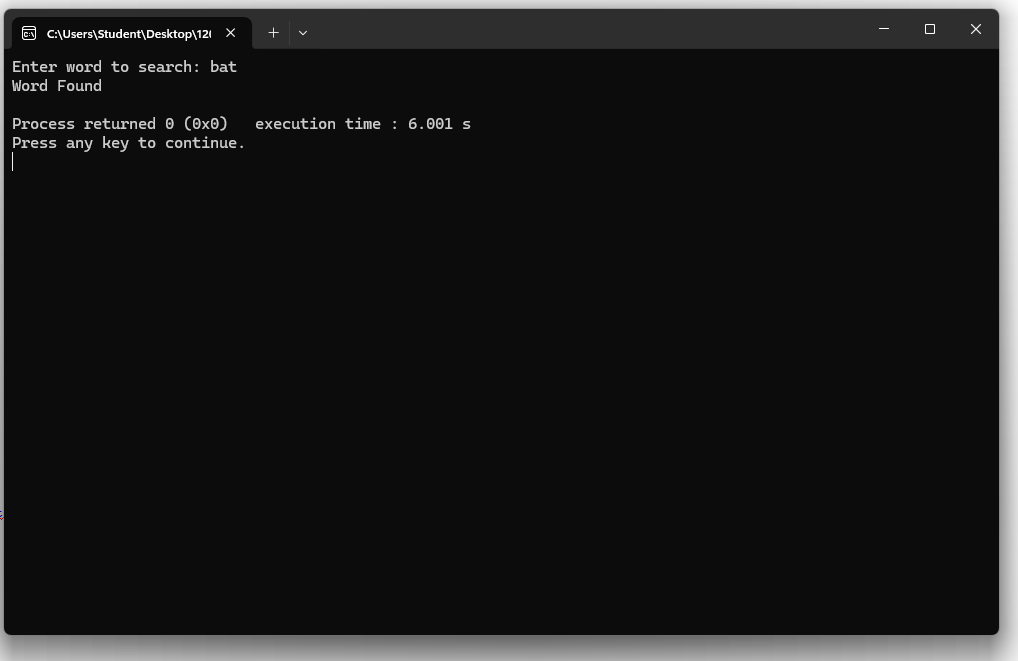 C:\Users\Student\Desktop\120
Enter word to search: bat
Word Found
Process returned 0 (0x0)   execution time : 6.001 s
Press any key to continue.